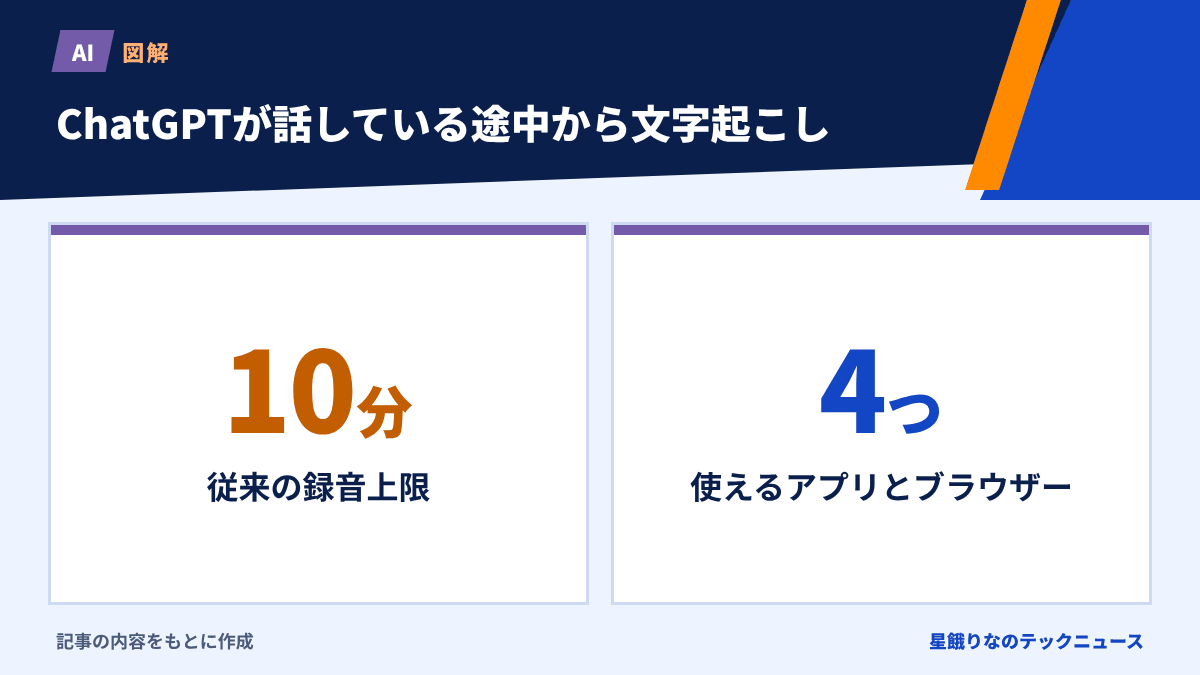 AI 図解
ChatGPTが話している途中から文字起こし
10分
従来の録音上限
4つ
使えるアプリとブラウザー
記事の内容をもとに作成
星餓りなのテックニュース